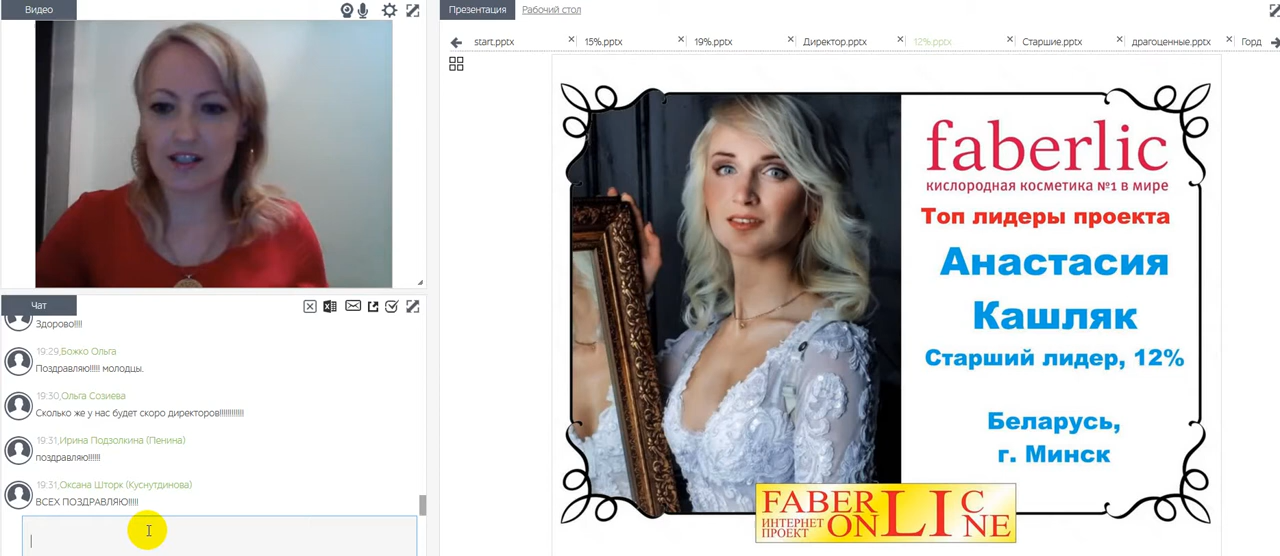 Видео
Презентация
Рабочий стол
start.pptx
15%.pptx
19%.pptx
Директор.pptx
12%.pptx
Старшие.pptx
драгоценные.pptx
Горд
Чат
Здорово!!!!
19:29,Божко Ольга
Поздравляю!!!!! молодцы.
19:30,Ольга Созиева
Сколько же у нас будет скоро директоров!!!!!!!!!!!!
19:31,Ирина Подзолкина (Пенина)
поздравляю!!!!!!
19:31,Оксана Шторк (Куснутдинова)
ВСЕХ ПОЗДРАВЛЯЮ!!!!!
faberlic
кислородная косметика №1 в мире
Топ лидеры проекта
Анастасия
Кашляк
Старший лидер, 12%
Беларусь,
г. Минск
FABERLIC
ИНТЕРНЕТ ПРОЕКТ
ONLINE